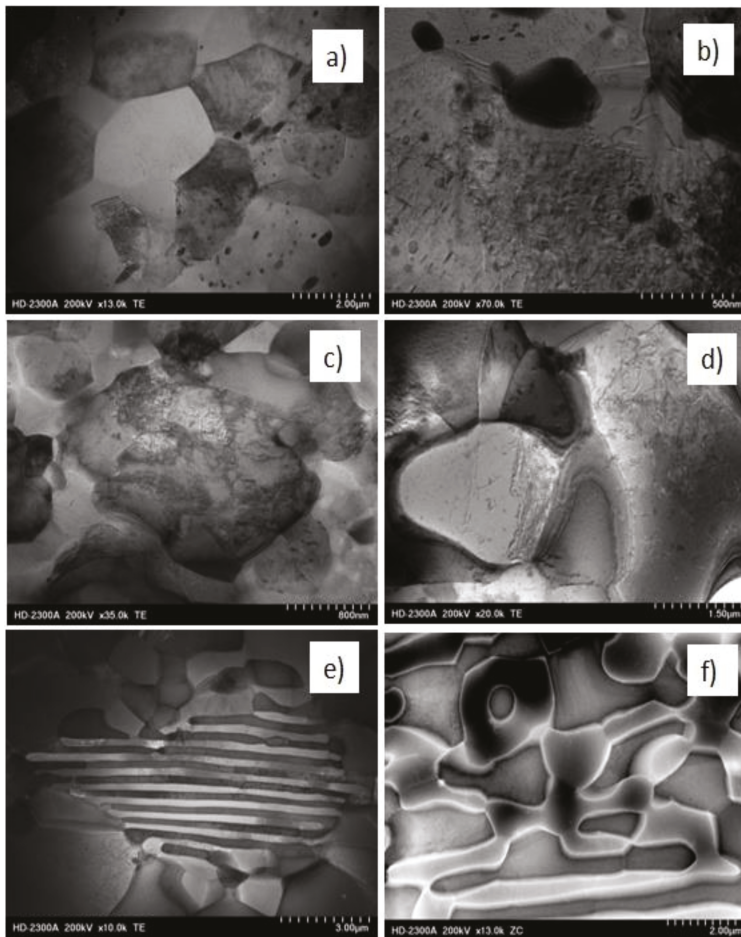 a)
HD-2300A 200kV x13.0k TE 2.00µm
b)
HD-2300A 200kV x70.0k TE 500nm
c)
HD-2300A 200kV x35.0k TE 800nm
d)
HD-2300A 200kV x20.0k TE 1.50µm
e)
HD-2300A 200kV x10.0k TE 3.00µm
f)
HD-2300A 200kV x13.0k ZC 2.00µm